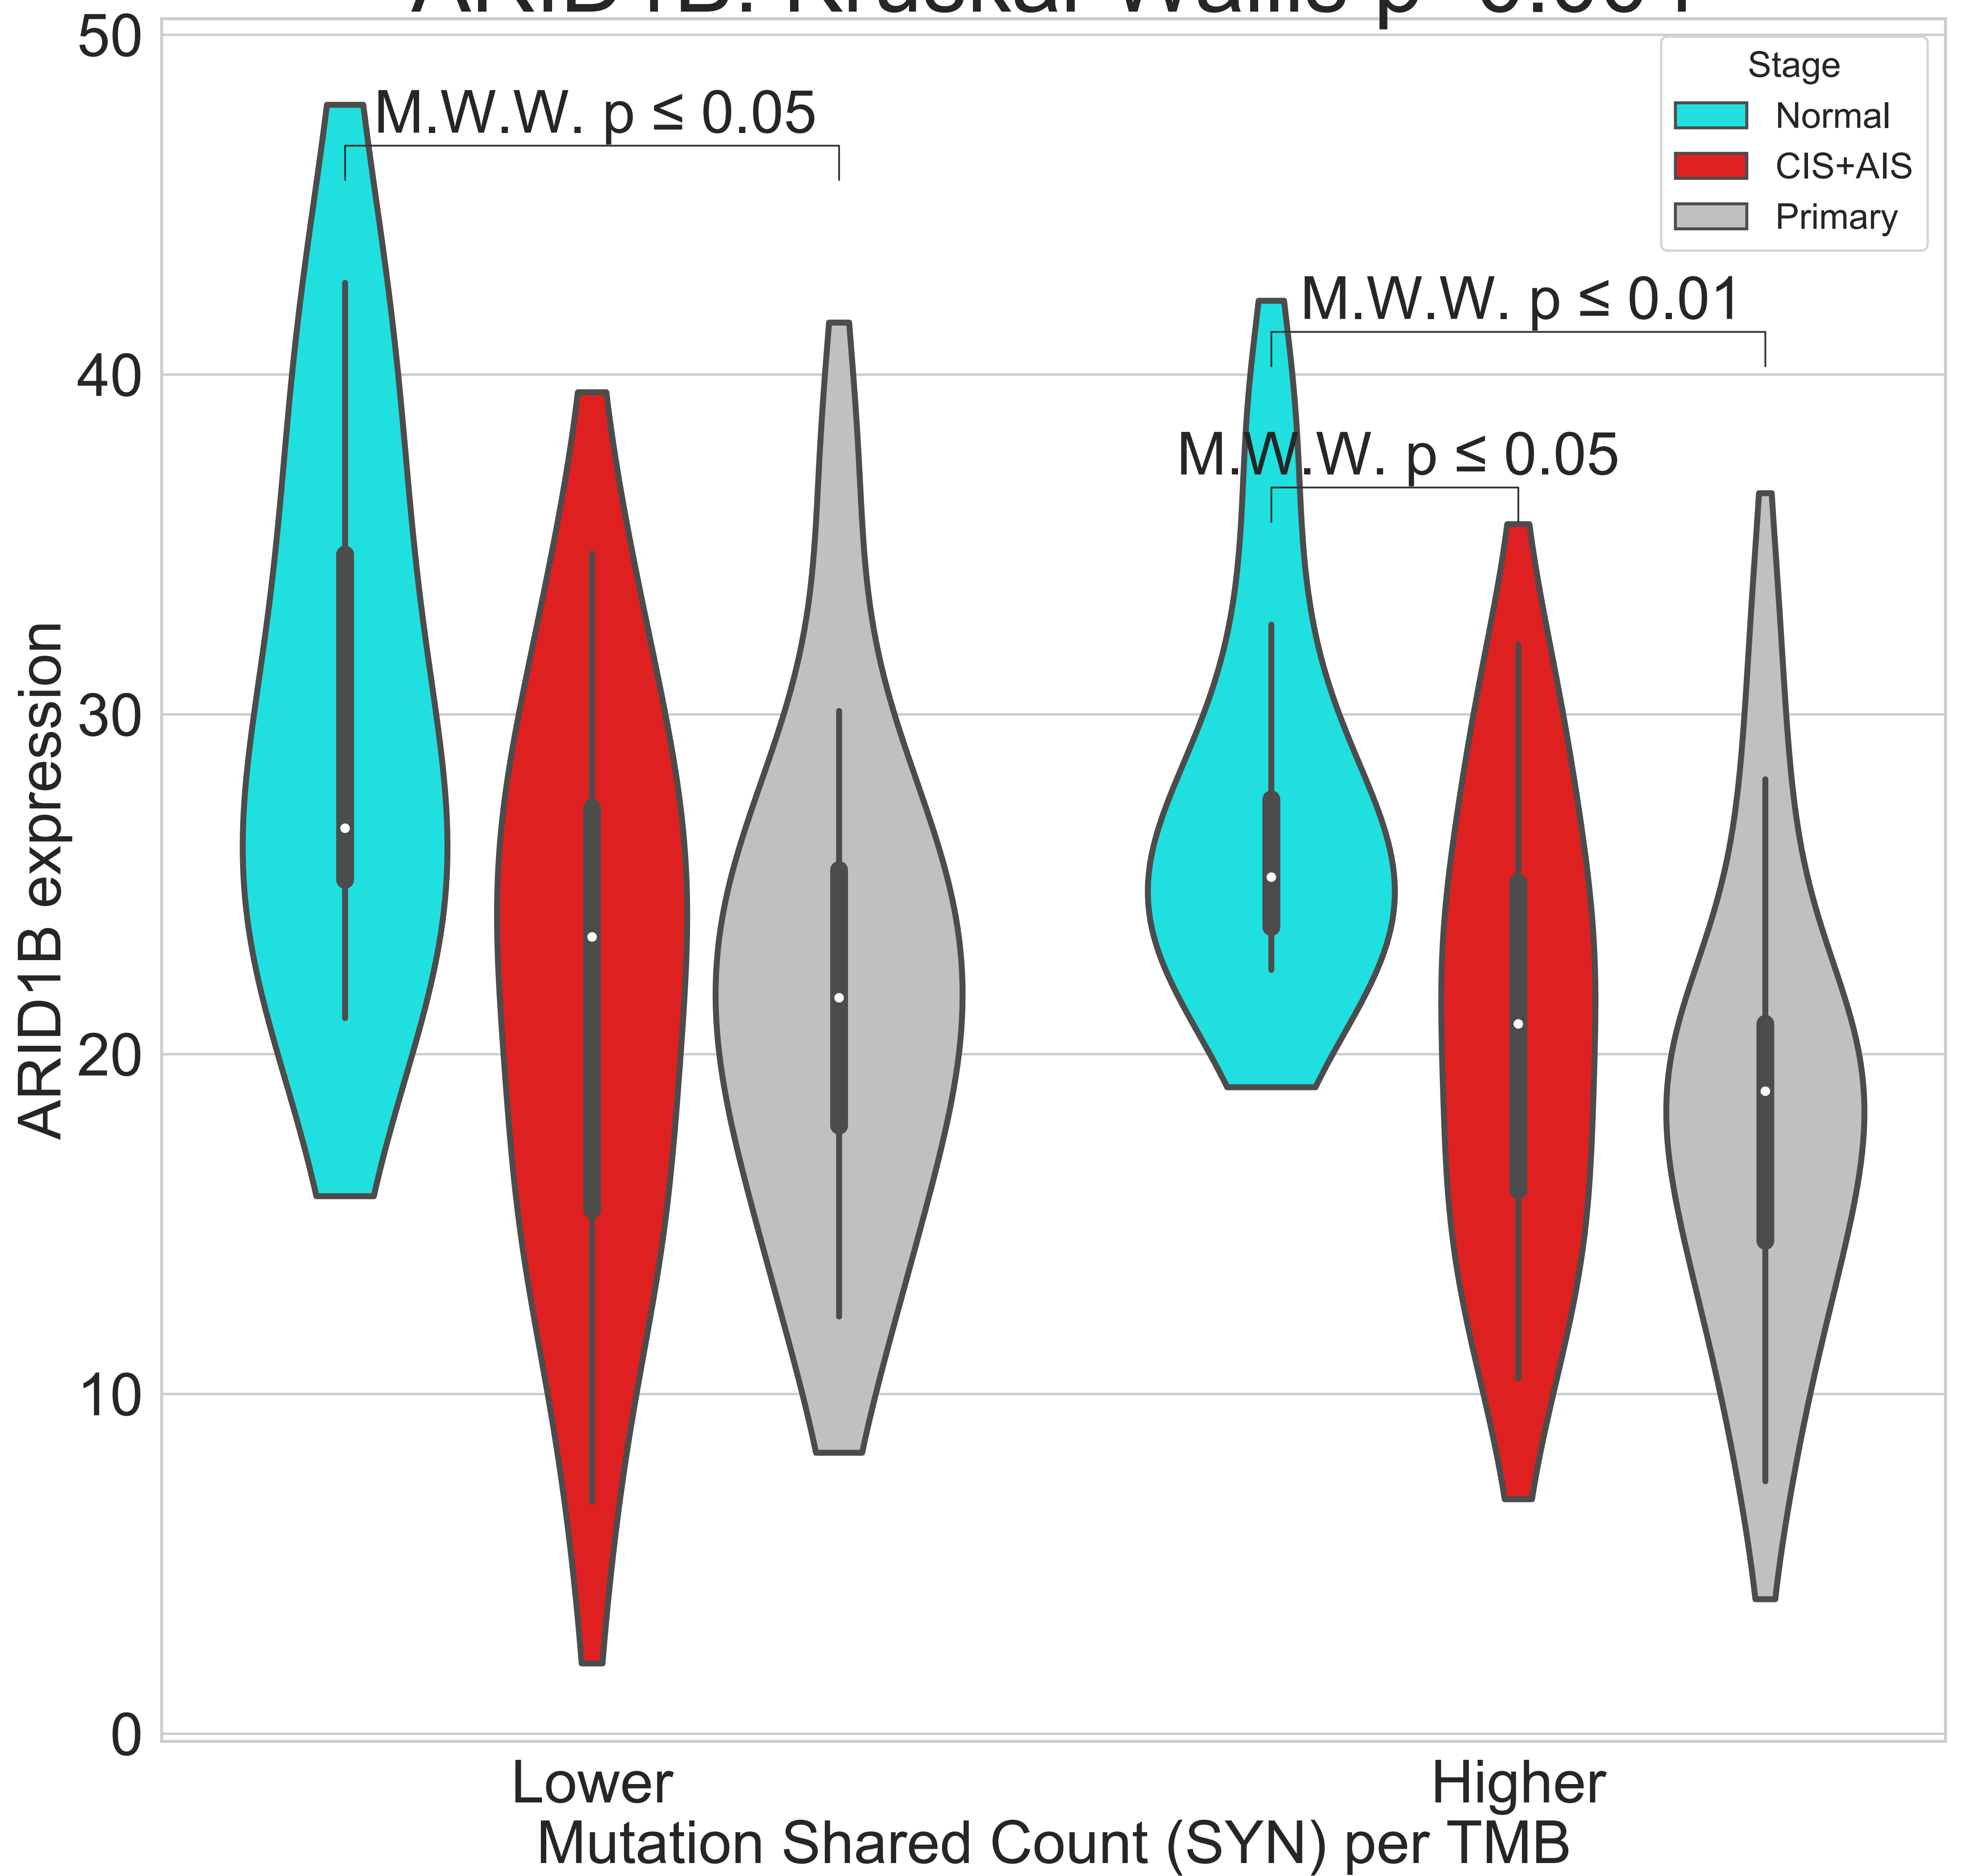 50
M.W.W. p ≤ 0.05
Stage
Normal
CIS+AIS
Primary
M.W.W. p ≤ 0.01
40
M.W.W. p ≤ 0.05
30
ARID1B expression
20
10
0
Lower
Higher
Mutation Shared Count (SYN) per TMB